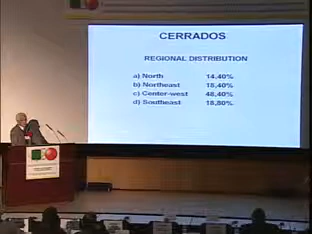 CERRADOS
REGIONAL DISTRIBUTION
a) North 14,40%
b) Northeast 18,40%
c) Center-west 48,40%
d) Southeast 18,80%